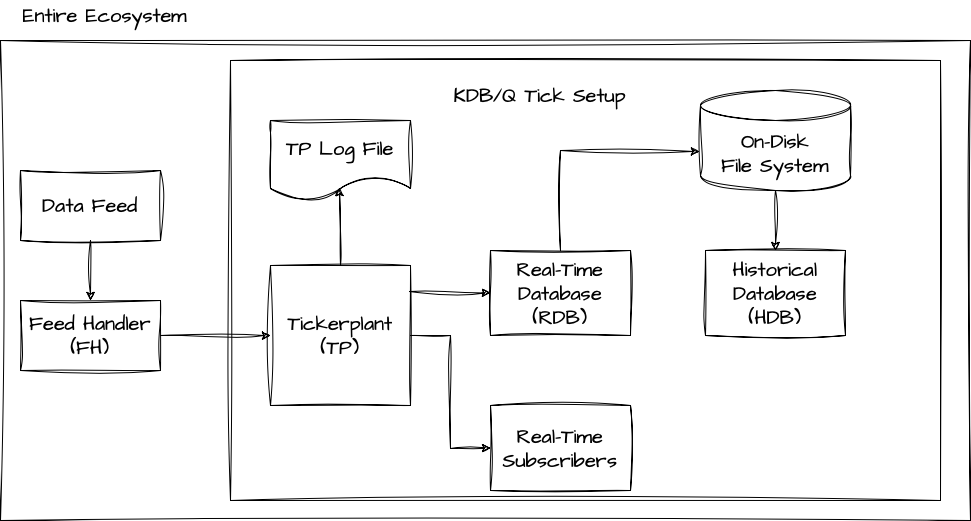 Entire Ecosystem
KDB/Q Tick Setup
TP Log File
On-Disk
File System
Data Feed
Real-Time
Database
(RDB)
Historical
Database
(HDB)
Feed Handler
(FH)
Tickerplant
(TP)
Real-Time
Subscribers